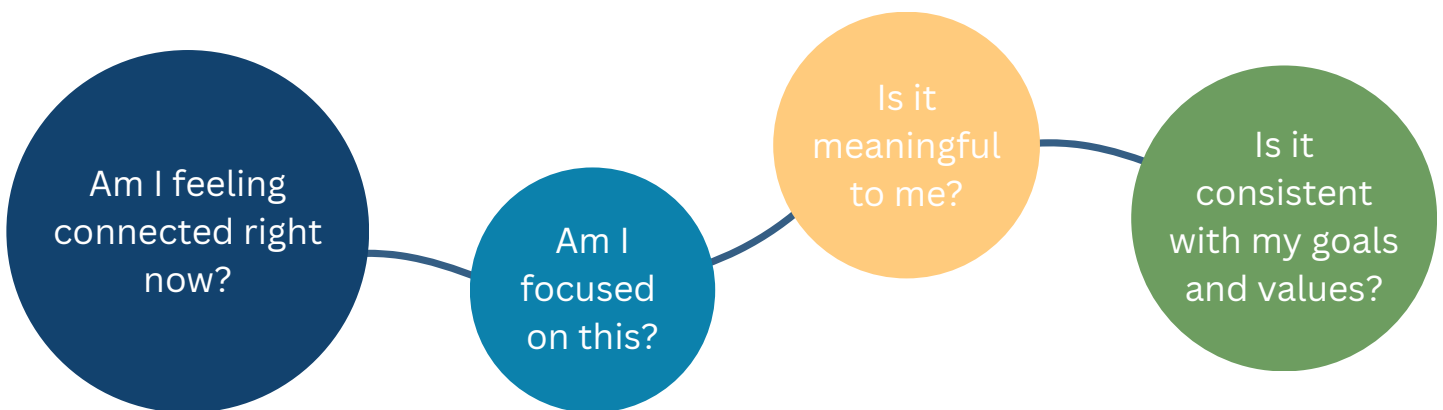 Am I feeling
connected right
now?
Am I
focused
on this?
Is it
meaningful
to me?
Is it
consistent
with my goals
and values?